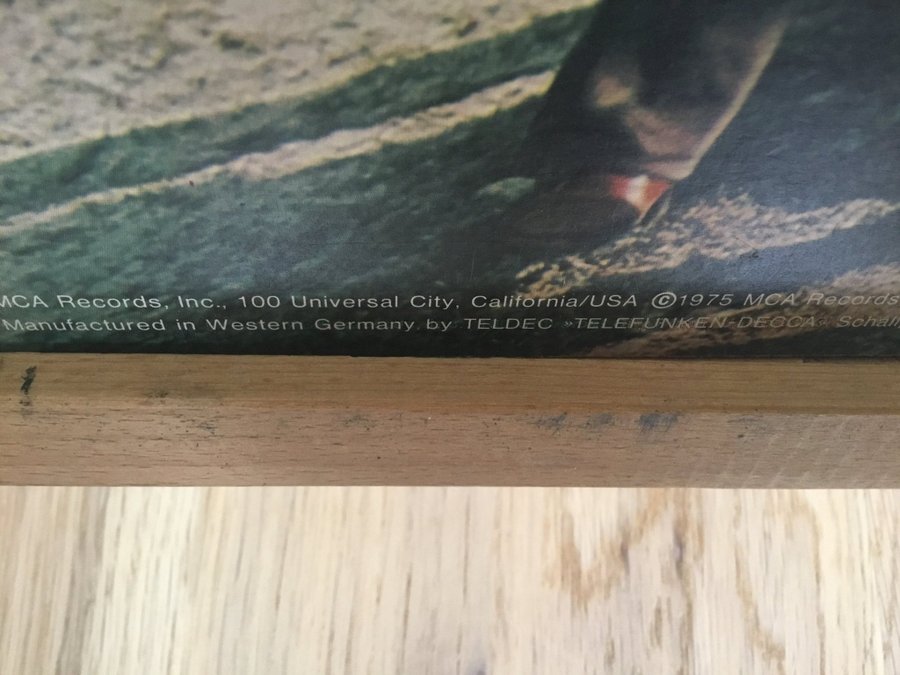 MCA Records, Inc., 100 Universal City, California/USA ©1975 MCA Records
Manufactured in Western Germany by TELDEC »TELEFUNKEN-DECCA« Schall